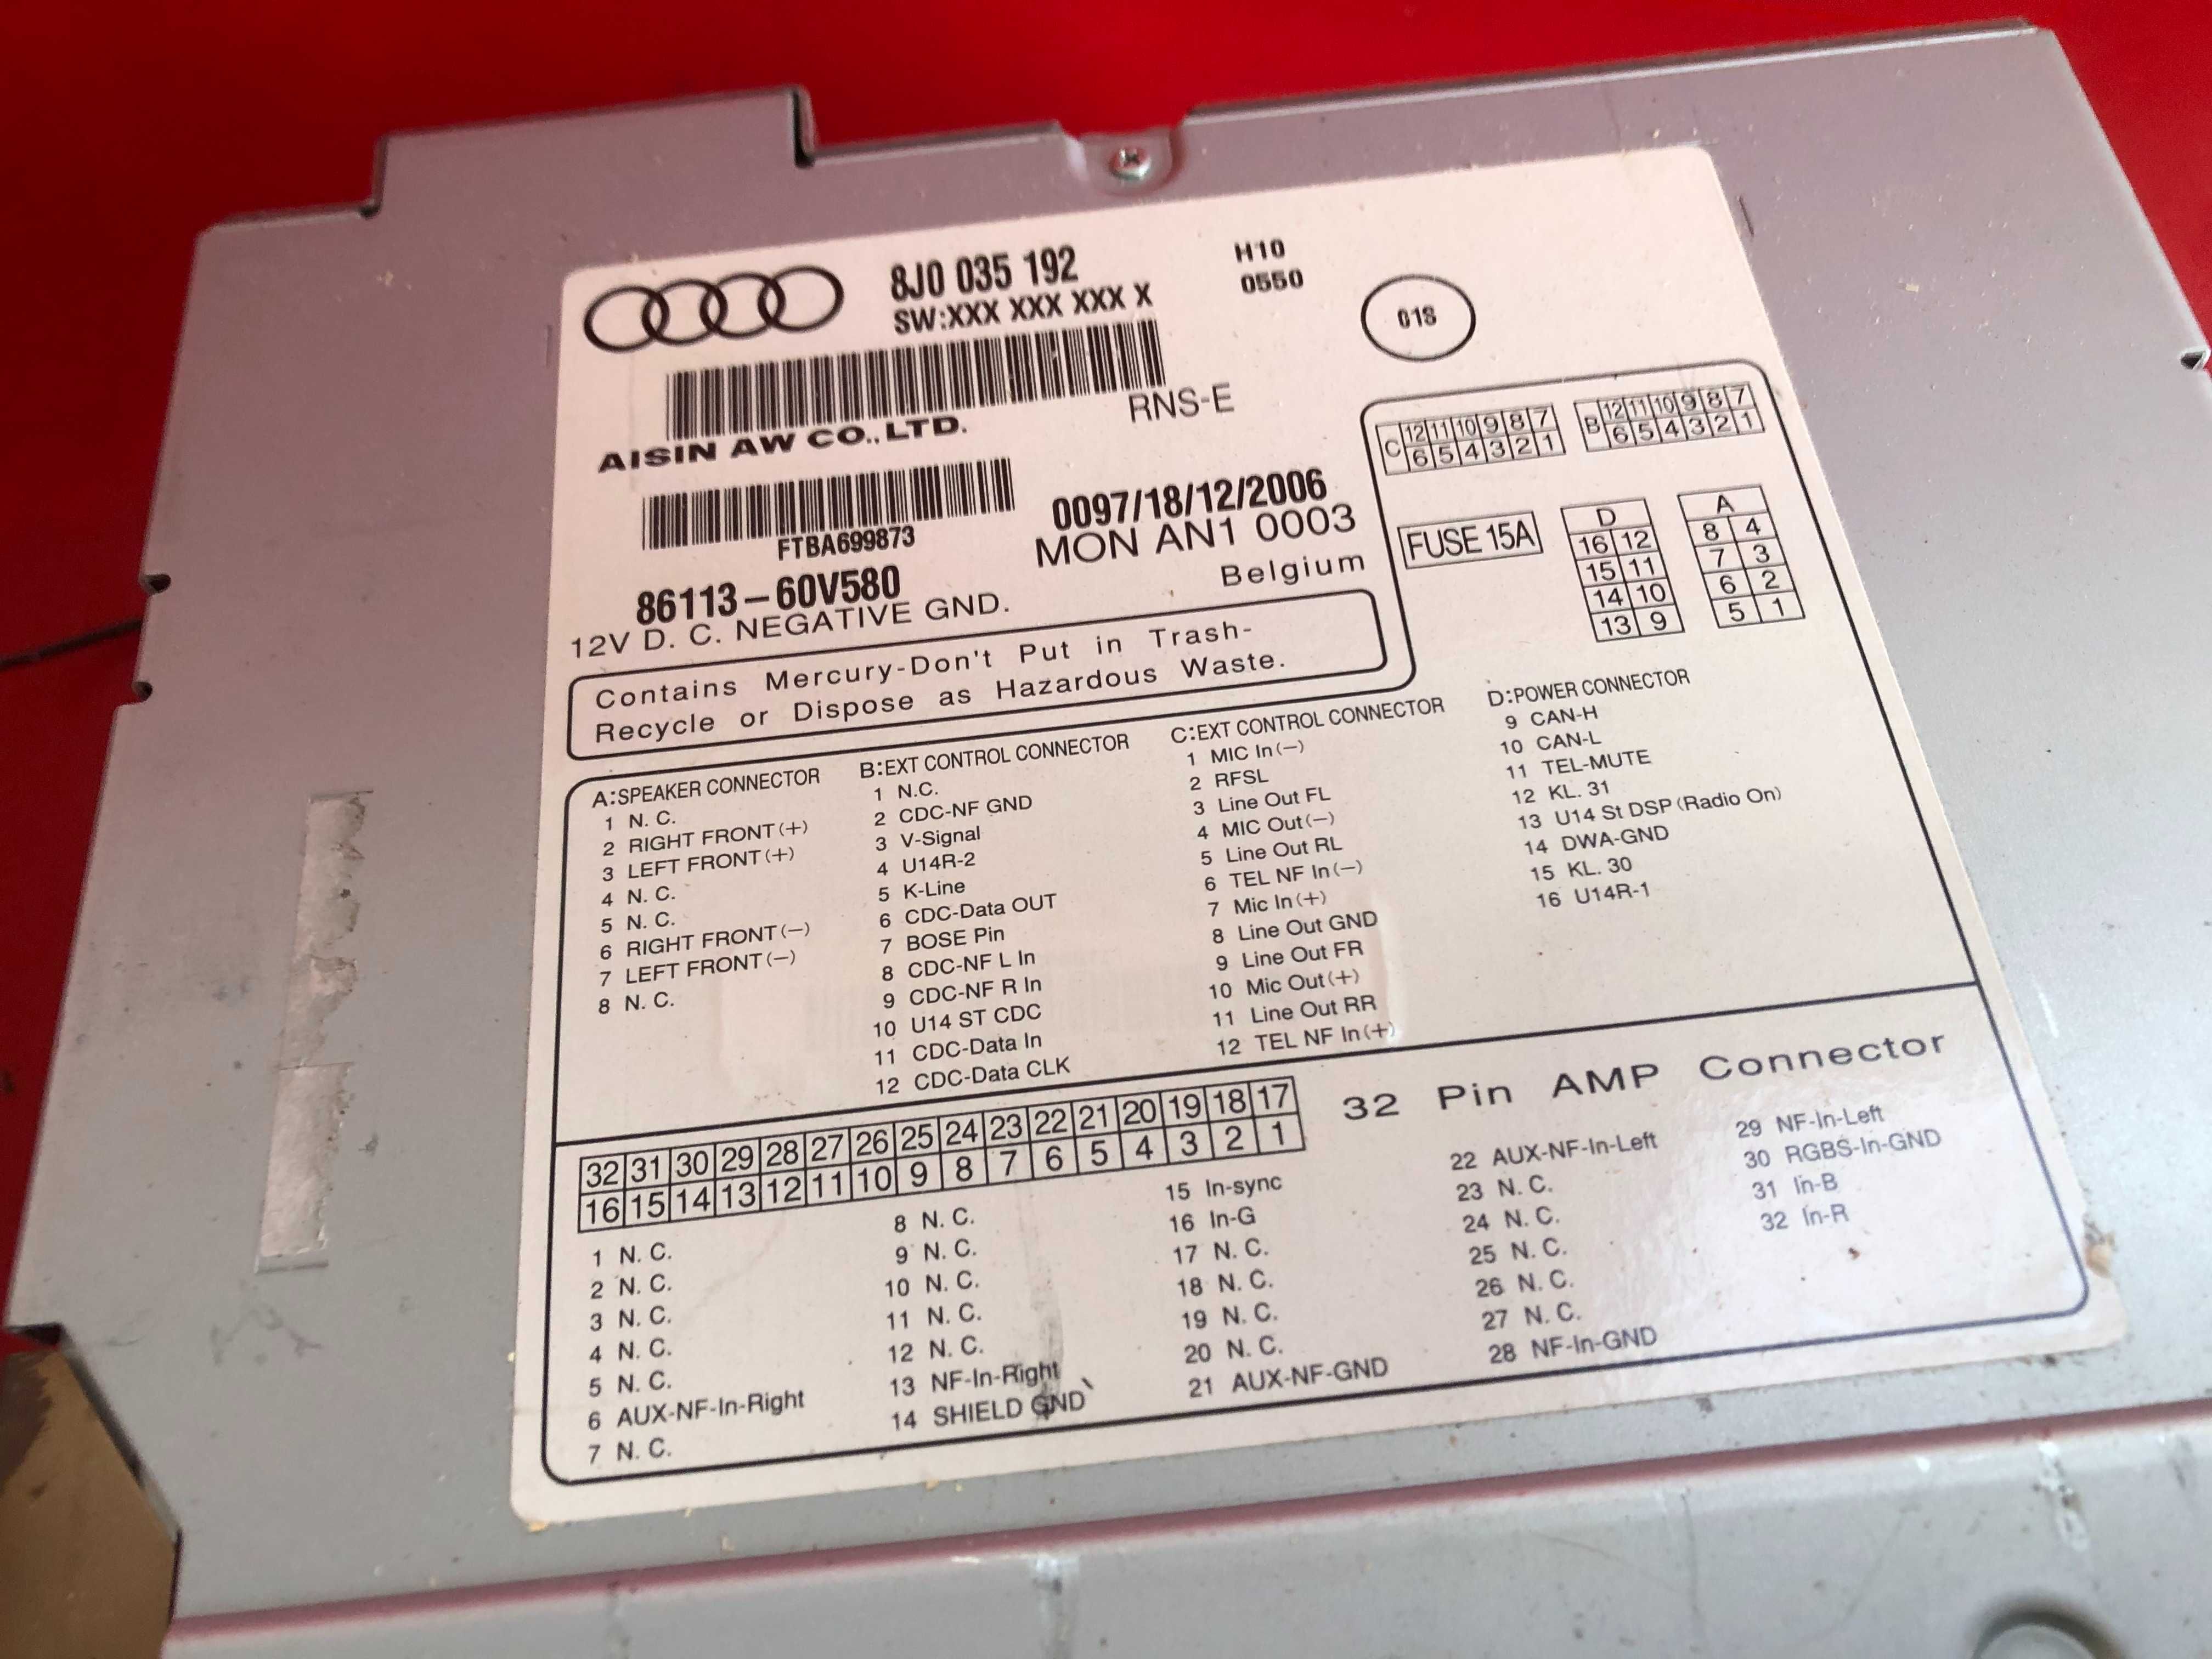 8J0 035 192
SW:XXX XXX XXX X
H10
0550
018
RNS-E
AISIN AW CO.,LTD.
FTBA699873
0097/18/12/2006
MON AN1 0003
86113-60V580
Belgium
12V D. C. NEGATIVE GND.
Contains Mercury-Don't Put in Trash-
Recycle or Dispose as Hazardous Waste.
C 12 11 10 9 8 7
6 5 4 3 2 1
B 12 11 10 9 8 7
6 5 4 3 2 1
FUSE 15A
D
16 12
15 11
14 10
13 9
A
8 4
7 3
6 2
5 1
A:SPEAKER CONNECTOR
1 N. C.
2 RIGHT FRONT(+)
3 LEFT FRONT(+)
4 N. C.
5 N. C.
6 RIGHT FRONT(-)
7 LEFT FRONT(-)
8 N. C.
B:EXT CONTROL CONNECTOR
1 N.C.
2 CDC-NF GND
3 V-Signal
4 U14R-2
5 K-Line
6 CDC-Data OUT
7 BOSE Pin
8 CDC-NF L In
9 CDC-NF R In
10 U14 ST CDC
11 CDC-Data In
12 CDC-Data CLK
C:EXT CONTROL CONNECTOR
1 MIC In(-)
2 RFSL
3 Line Out FL
4 MIC Out(-)
5 Line Out RL
6 TEL NF In(-)
7 Mic In(+)
8 Line Out GND
9 Line Out FR
10 Mic Out(+)
11 Line Out RR
12 TEL NF In(+)
D:POWER CONNECTOR
9 CAN-H
10 CAN-L
11 TEL-MUTE
12 KL. 31
13 U14 St DSP(Radio On)
14 DWA-GND
15 KL. 30
16 U14R-1
32 31 30 29 28 27 26 25 24 23 22 21 20 19 18 17
16 15 14 13 12 11 10 9 8 7 6 5 4 3 2 1
32 Pin AMP Connector
1 N. C.
2 N. C.
3 N. C.
4 N. C.
5 N. C.
6 AUX-NF-In-Right
7 N. C.
8 N. C.
9 N. C.
10 N. C.
11 N. C.
12 N. C.
13 NF-In-Right
14 SHIELD GND
15 In-sync
16 In-G
17 N. C.
18 N. C.
19 N. C.
20 N. C.
21 AUX-NF-GND
22 AUX-NF-In-Left
23 N. C.
24 N. C.
25 N. C.
26 N. C.
27 N. C.
28 NF-In-GND
29 NF-In-Left
30 RGBS-In-GND
31 In-B
32 In-R